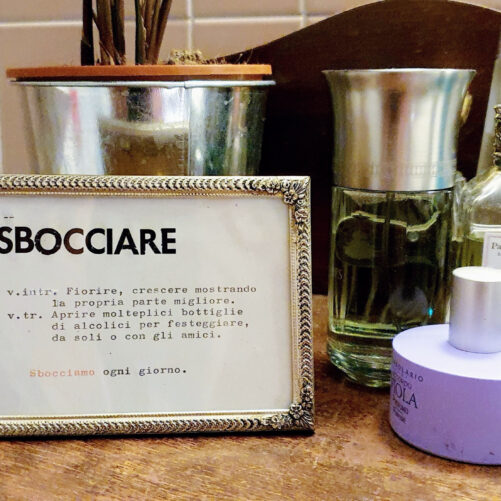 SBOCCIARE
v.intr. Fiorire, crescere mostrando
la propria parte migliore.
v.tr. Aprire molteplici bottiglie
di alcolici per festeggiare,
da soli o con gli amici.
Sbocciamo ogni giorno.